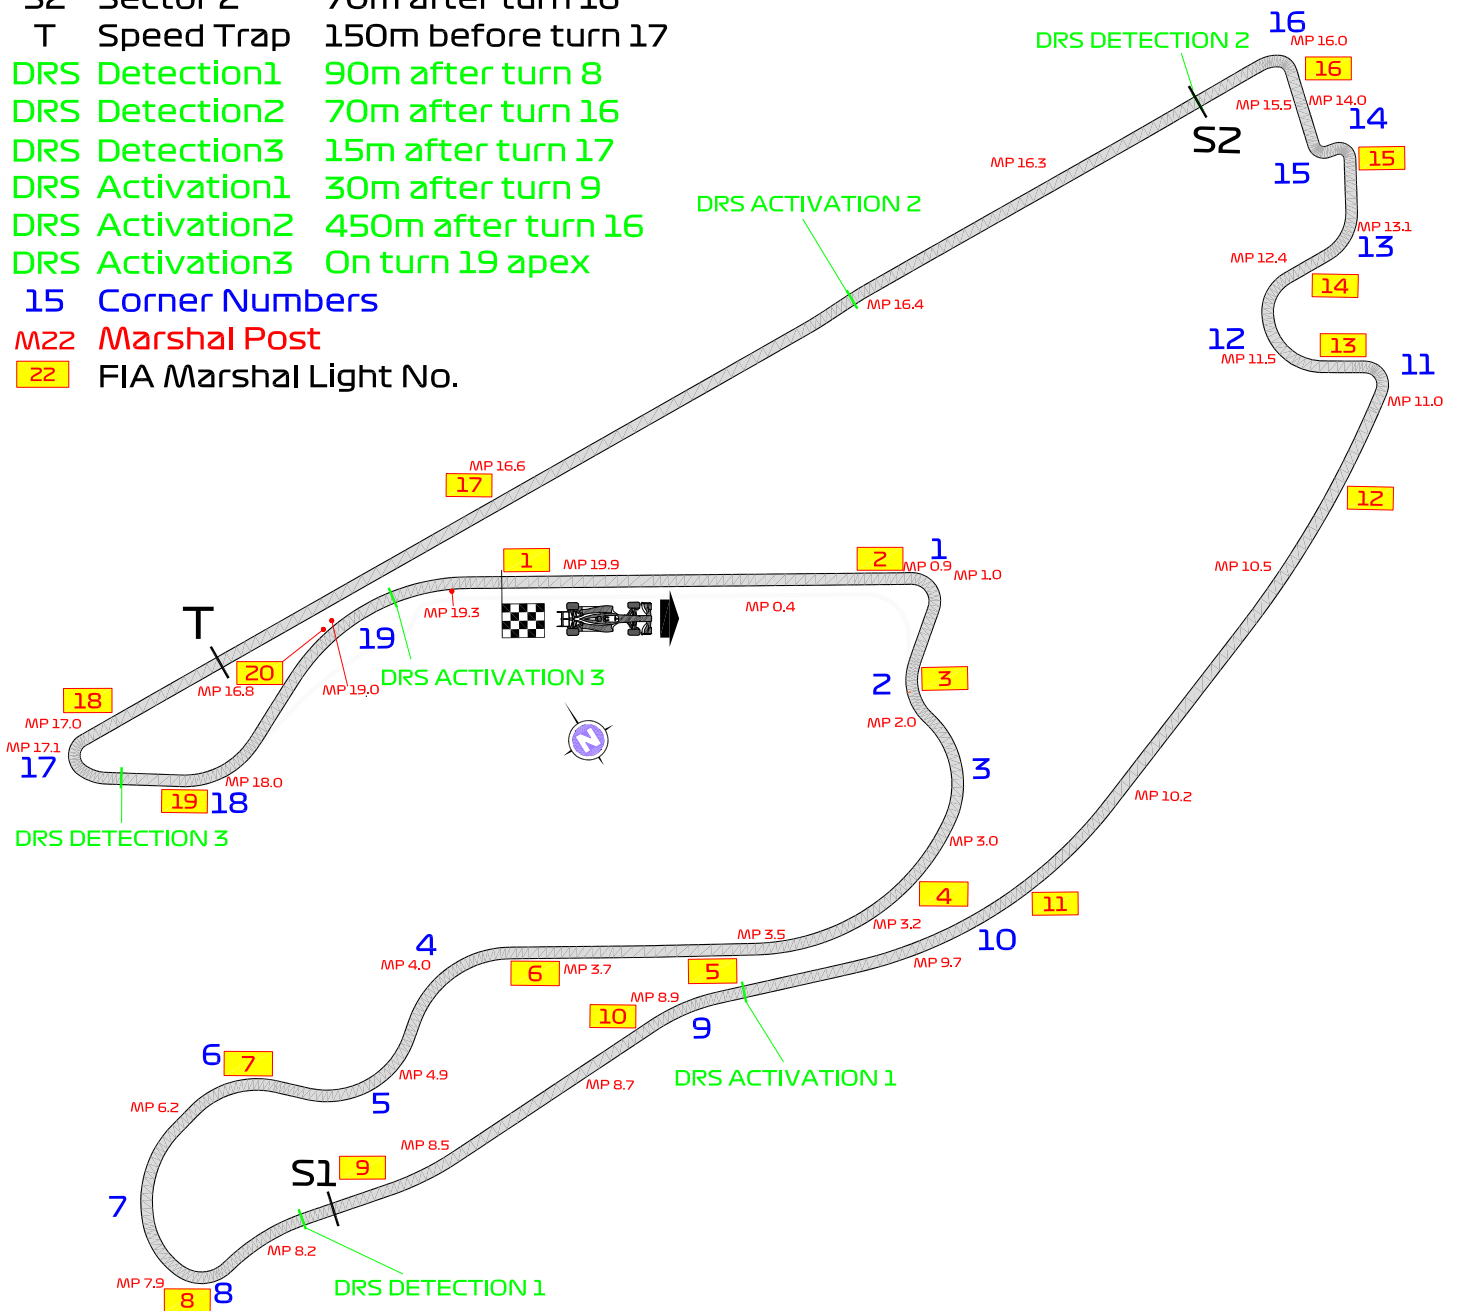 S2 Sector 2 70m after turn 16
T Speed Trap 150m before turn 17
DRS Detection1 90m after turn 8
DRS Detection2 70m after turn 16
DRS Detection3 15m after turn 17
DRS Activation1 30m after turn 9
DRS Activation2 450m after turn 16
DRS Activation3 On turn 19 apex
15 Corner Numbers
M22 Marshal Post
22 FIA Marshal Light No.
16
DRS DETECTION 2
MP 16.0
16
MP 15.5
MP 14.0
14
S2
15
MP 16.3
15
DRS ACTIVATION 2
MP 13.1
13
MP 12.4
14
MP 16.4
12
13
MP 11.5
11
MP 11.0
MP 16.6
17
12
1
2
1
MP 19.9
MP 0.9
MP 1.0
MP 10.5
MP 19.3
MP 0.4
T
19
20
DRS ACTIVATION 3
2
3
MP 16.8
MP 19.0
18
MP 17.0
MP 2.0
N
MP 17.1
17
3
MP 18.0
19
18
MP 10.2
DRS DETECTION 3
MP 3.0
4
11
MP 3.2
MP 3.5
10
4
MP 4.0
6
MP 3.7
5
MP 9.7
MP 8.9
10
9
6
7
MP 4.9
MP 8.7
DRS ACTIVATION 1
5
MP 6.2
MP 8.5
S1
9
7
MP 8.2
MP 7.9
8
8
DRS DETECTION 1